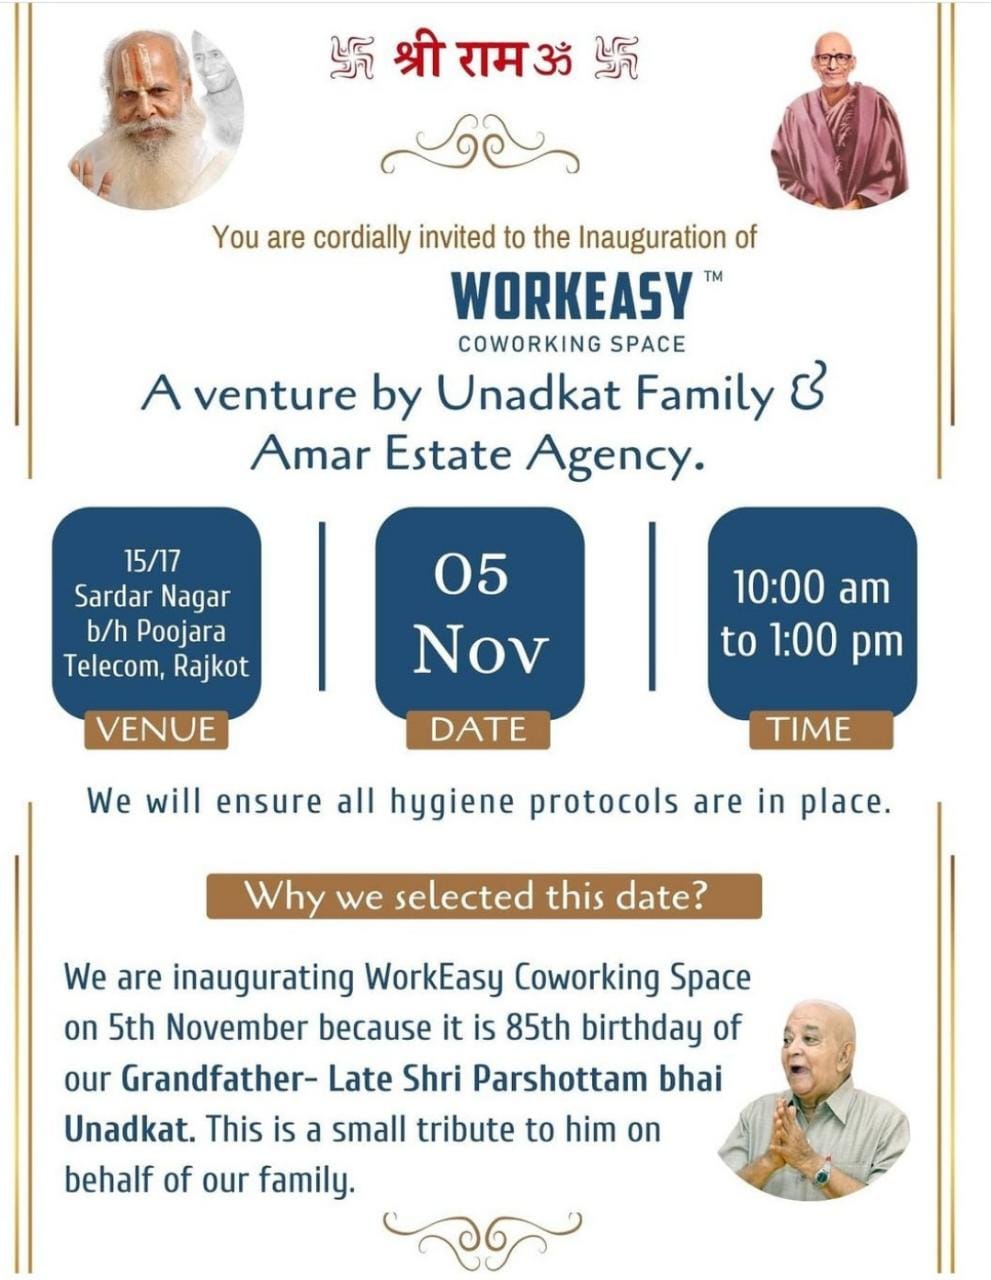 卐 श्री राम ॐ 卐
You are cordially invited to the Inauguration of
WORKEASY ™
COWORKING SPACE
A venture by Unadkat Family &
Amar Estate Agency.
15/17
Sardar Nagar
b/h Poojara
Telecom, Rajkot
VENUE
05
Nov
DATE
10:00 am
to 1:00 pm
TIME
We will ensure all hygiene protocols are in place.
Why we selected this date?
We are inaugurating WorkEasy Coworking Space
on 5th November because it is 85th birthday of
our Grandfather- Late Shri Parshottam bhai
Unadkat. This is a small tribute to him on
behalf of our family.